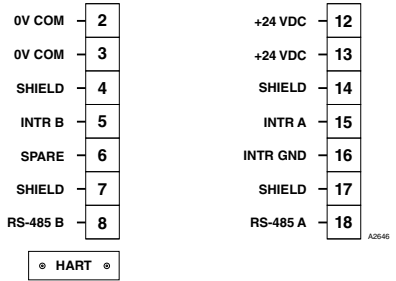 0V COM 2
0V COM 3
SHIELD 4
INTR B 5
SPARE 6
SHIELD 7
RS-485 B 8
HART
+24 VDC 12
+24 VDC 13
SHIELD 14
INTR A 15
INTR GND 16
SHIELD 17
RS-485 A 18
A2646